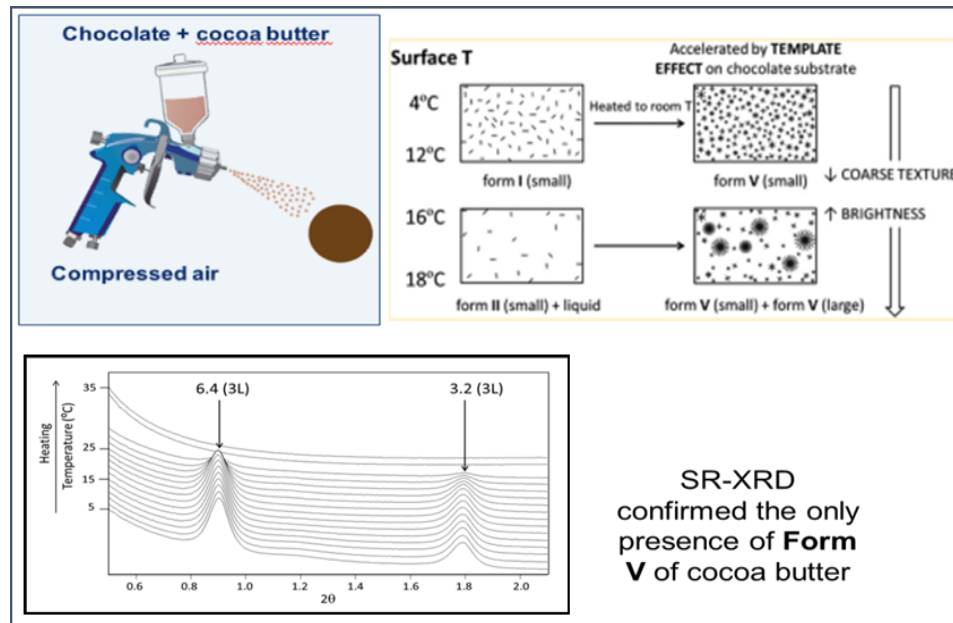 Chocolate + cocoa butter
Compressed air
Surface T
Accelerated by TEMPLATE
EFFECT on chocolate substrate
4°C
12°C
Heated to room T
form I (small)
form V (small)
↓ COARSE TEXTURE
↑ BRIGHTNESS
16°C
18°C
form II (small) + liquid
form V (small) + form V (large)
Heating
Temperature (°C)
35
25
15
5
6.4 (3L)
3.2 (3L)
0.6
0.8
1.0
1.2
1.4
1.6
1.8
2.0
2θ
SR-XRD
confirmed the only
presence of Form
V of cocoa butter